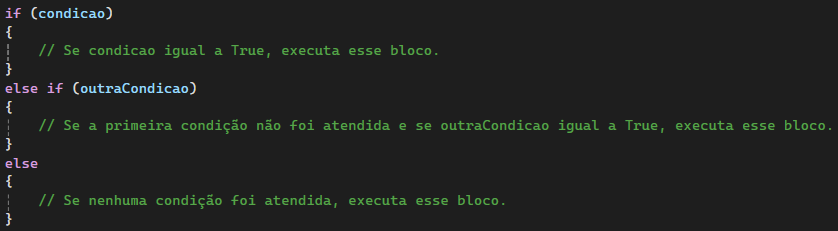 if (condicao)
{
// Se condicao igual a True, executa esse bloco.
}
else if (outraCondicao)
{
// Se a primeira condição não foi atendida e se outraCondicao igual a True, executa esse bloco.
}
else
{
// Se nenhuma condição foi atendida, executa esse bloco.
}